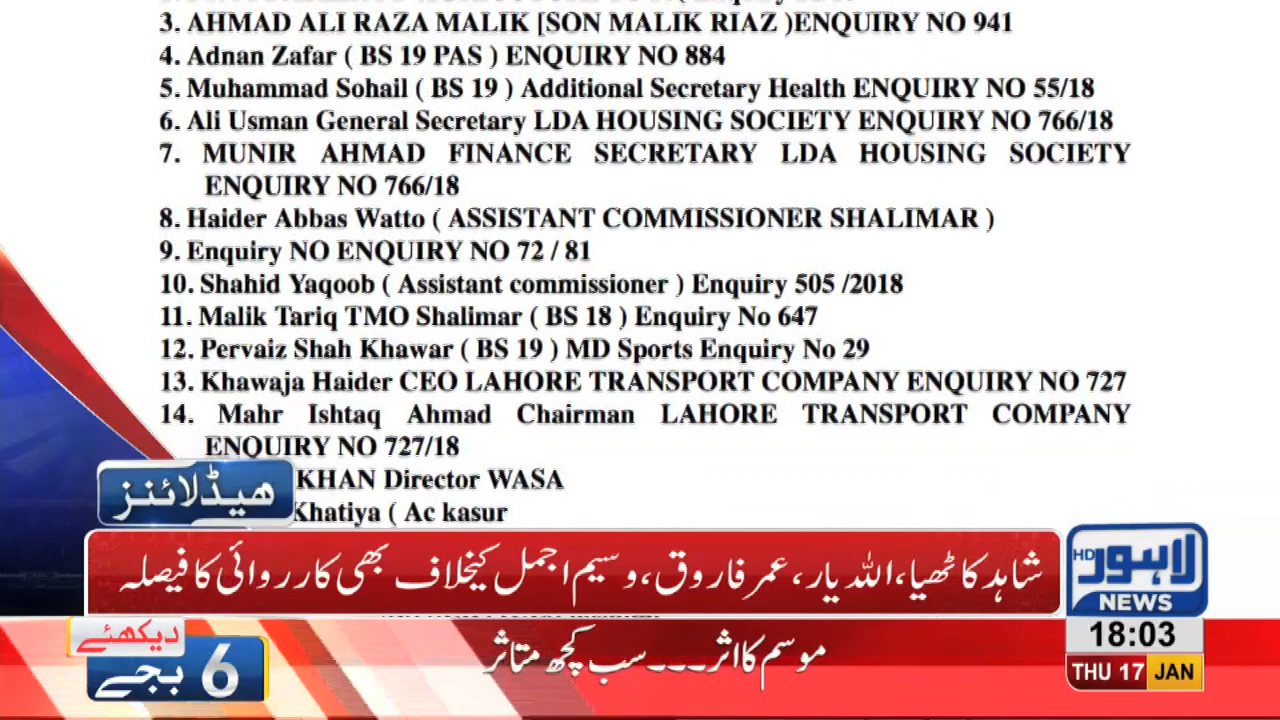 3. AHMAD ALI RAZA MALIK [SON MALIK RIAZ )ENQUIRY NO 941
4. Adnan Zafar ( BS 19 PAS ) ENQUIRY NO 884
5. Muhammad Sohail ( BS 19 ) Additional Secretary Health ENQUIRY NO 55/18
6. Ali Usman General Secretary LDA HOUSING SOCIETY ENQUIRY NO 766/18
7. MUNIR AHMAD FINANCE SECRETARY LDA HOUSING SOCIETY
ENQUIRY NO 766/18
8. Haider Abbas Watto ( ASSISTANT COMMISSIONER SHALIMAR )
9. Enquiry NO ENQUIRY NO 72 / 81
10. Shahid Yaqoob ( Assistant commissioner ) Enquiry 505 /2018
11. Malik Tariq TMO Shalimar ( BS 18 ) Enquiry No 647
12. Pervaiz Shah Khawar ( BS 19 ) MD Sports Enquiry No 29
13. Khawaja Haider CEO LAHORE TRANSPORT COMPANY ENQUIRY NO 727
14. Mahr Ishtaq Ahmad Chairman LAHORE TRANSPORT COMPANY
ENQUIRY NO 727/18
KHAN Director WASA
Khatiya ( Ac kasur
ہیڈلائنز
شاہد کاٹھیا، اللہ یار، عمر فاروق، وسیم اجمل کیخلاف بھی کارروائی کا فیصلہ
HD لاہور
NEWS
18:03
THU 17 JAN
دیکھئے
6 بجے
موسم کا اثر۔۔۔سب کچھ متاثر